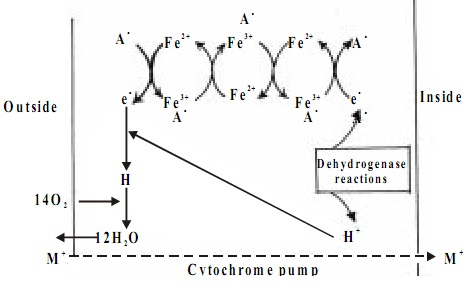 A⁻
A⁻ Fe²⁺ Fe³⁺ Fe²⁺ A⁻
e⁻ Fe³⁺ Fe²⁺ Fe³⁺ e⁻
A⁻ A⁻ A⁻
Outside Inside
Dehydrogenase
reactions
H
14O₂
12H₂O H⁺
M⁺ Cytochrome pump M⁺